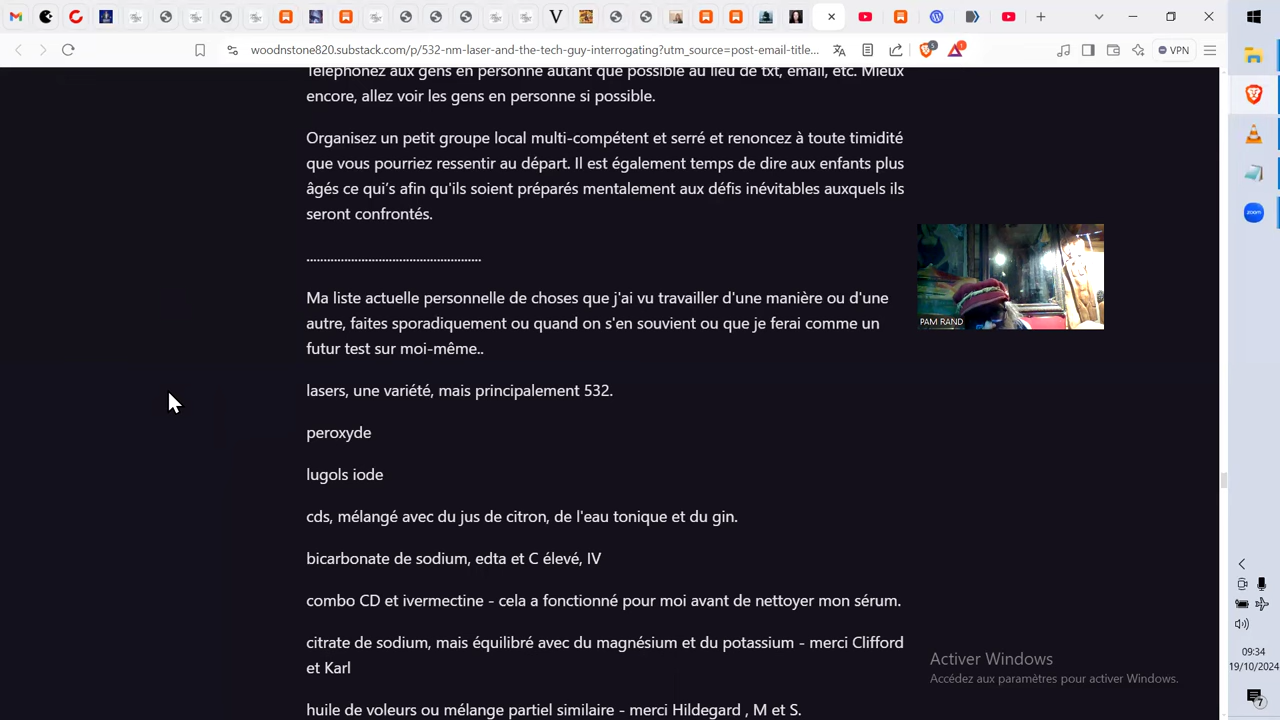 woodnstone820.substack.com/p/532-nm-laser-and-the-tech-guy-interrogating?utm_source=post-email-title...
VPN
Téléphonez aux gens en personne autant que possible au lieu de txt, email, etc. Mieux
encore, allez voir les gens en personne si possible.
Organisez un petit groupe local multi-compétent et serré et renoncez à toute timidité
que vous pourriez ressentir au départ. Il est également temps de dire aux enfants plus
âgés ce qui's afin qu'ils soient préparés mentalement aux défis inévitables auxquels ils
seront confrontés.
...................................................
Ma liste actuelle personnelle de choses que j'ai vu travailler d'une manière ou d'une
autre, faites sporadiquement ou quand on s'en souvient ou que je ferai comme un
futur test sur moi-même..
PAM RAND
lasers, une variété, mais principalement 532.
peroxyde
lugols iode
cds, mélangé avec du jus de citron, de l'eau tonique et du gin.
bicarbonate de sodium, edta et C élevé, IV
combo CD et ivermectine - cela a fonctionné pour moi avant de nettoyer mon sérum.
citrate de sodium, mais équilibré avec du magnésium et du potassium - merci Clifford
et Karl
huile de voleurs ou mélange partiel similaire - merci Hildegard , M et S.
Activer Windows
Accédez aux paramètres pour activer Windows.
zoom
09:34
19/10/2024
7